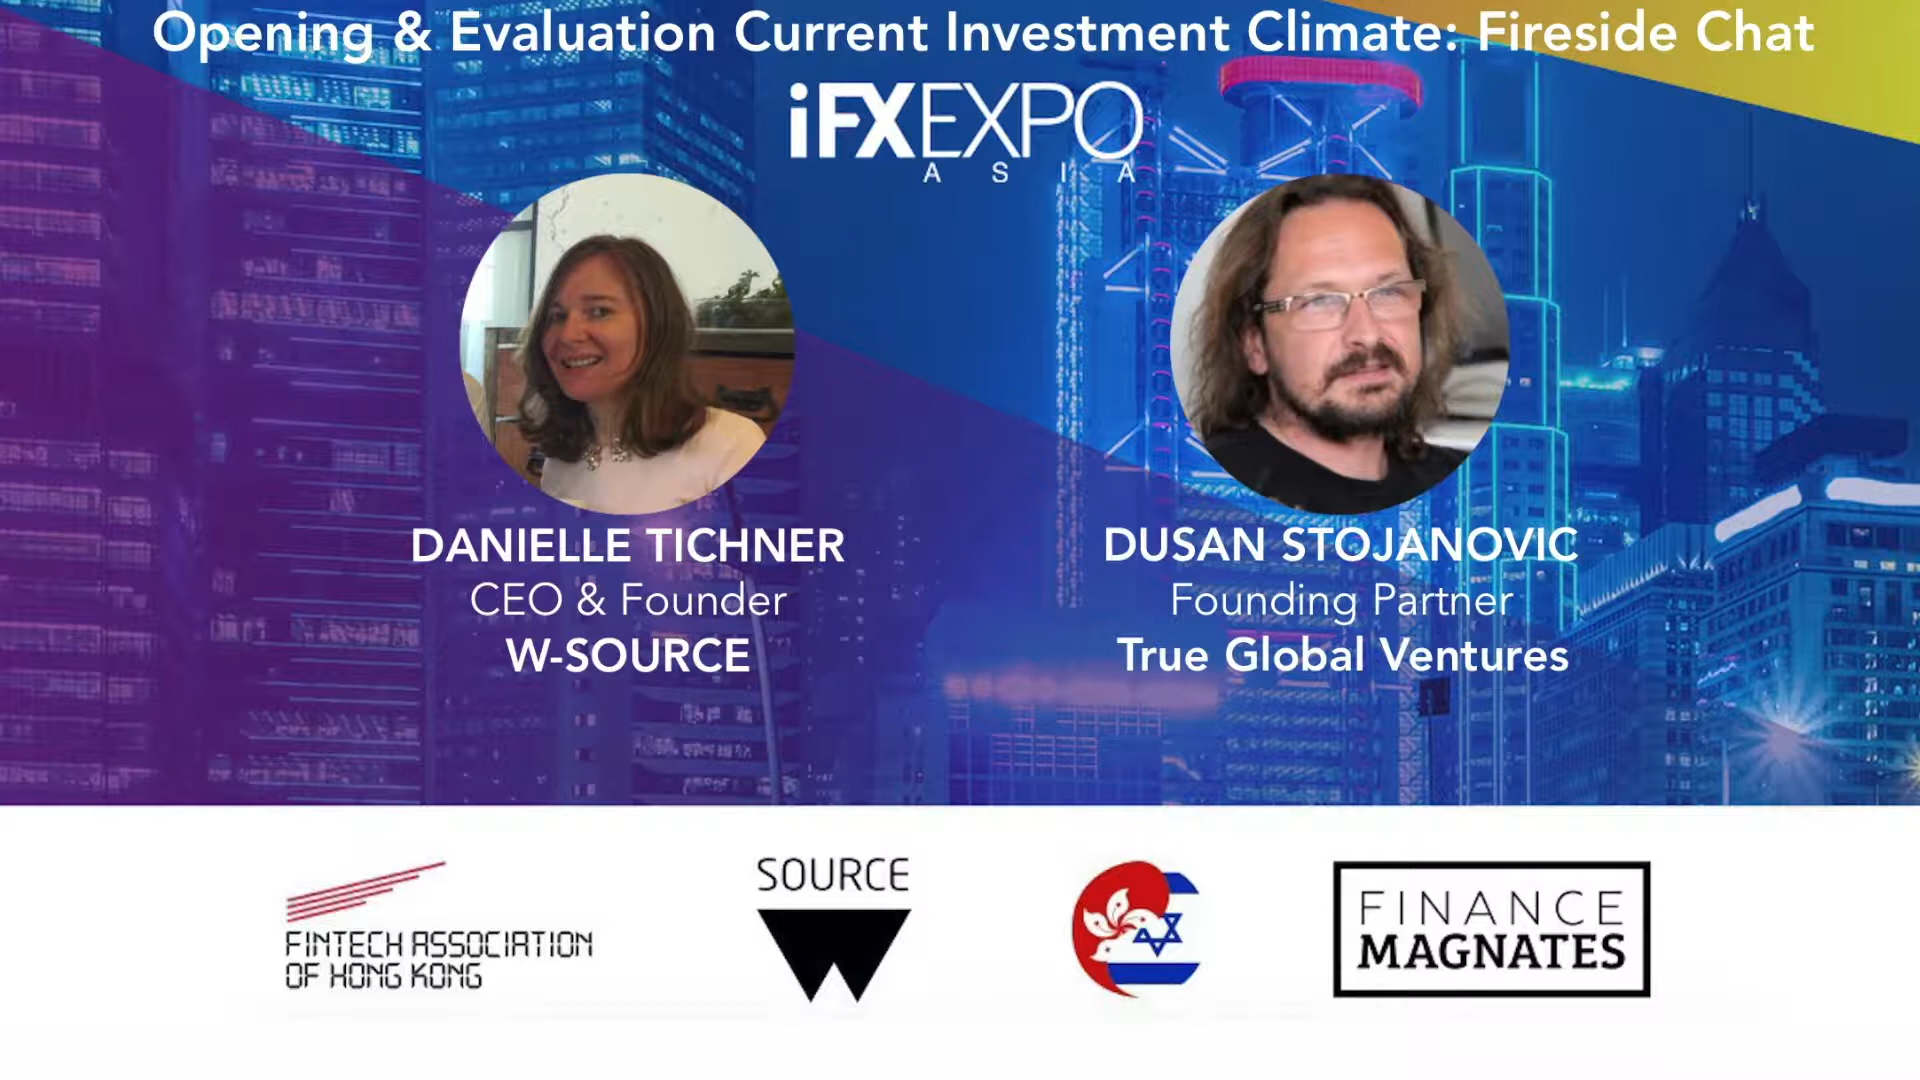 Opening & Evaluation Current Investment Climate: Fireside Chat
iFXEXPO
ASIA
DANIELLE TICHNER
CEO & Founder
W-SOURCE
DUSAN STOJANOVIC
Founding Partner
True Global Ventures
FINTECH ASSOCIATION
OF HONG KONG
SOURCE
W
FINANCE
MAGNATES